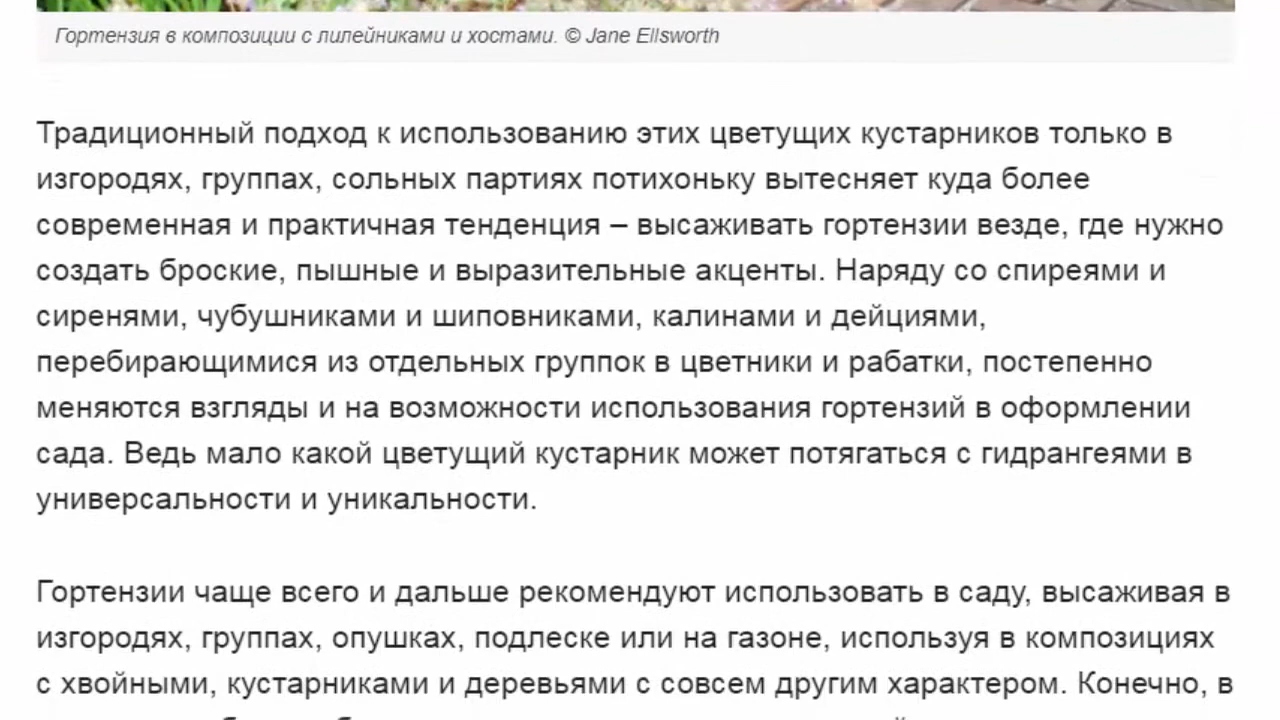 Гортензия в композиции с лилейниками и хостами. © Jane Ellsworth
Традиционный подход к использованию этих цветущих кустарников только в
изгородях, группах, сольных партиях потихоньку вытесняет куда более
современная и практичная тенденция – высаживать гортензии везде, где нужно
создать броские, пышные и выразительные акценты. Наряду со спиреями и
сиренями, чубушниками и шиповниками, калинами и дейциями,
перебирающимися из отдельных группок в цветники и рабатки, постепенно
меняются взгляды и на возможности использования гортензий в оформлении
сада. Ведь мало какой цветущий кустарник может потягаться с гидрангеями в
универсальности и уникальности.
Гортензии чаще всего и дальше рекомендуют использовать в саду, высаживая в
изгородях, группах, опушках, подлеске или на газоне, используя в композициях
с хвойными, кустарниками и деревьями с совсем другим характером. Конечно, в